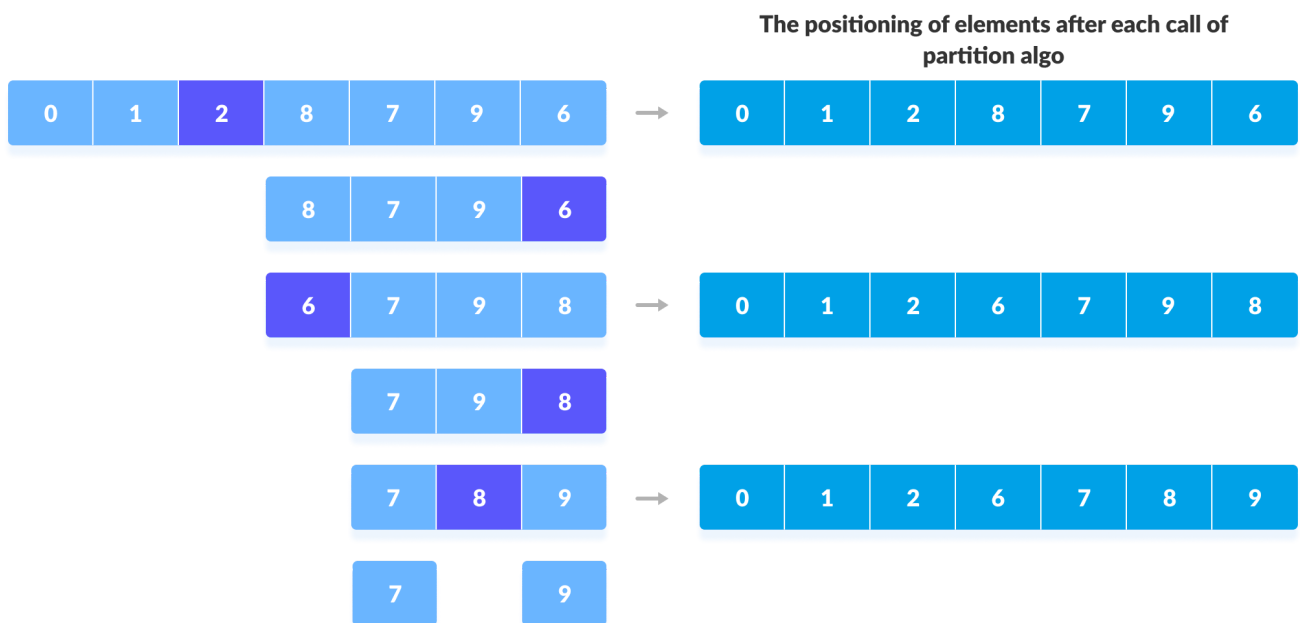 The positioning of elements after each call of
partition algo
0 1 2 8 7 9 6 0 1 2 8 7 9 6
8 7 9 6
6 7 9 8 0 1 2 6 7 9 8
7 9 8
7 8 9 0 1 2 6 7 8 9
7 9